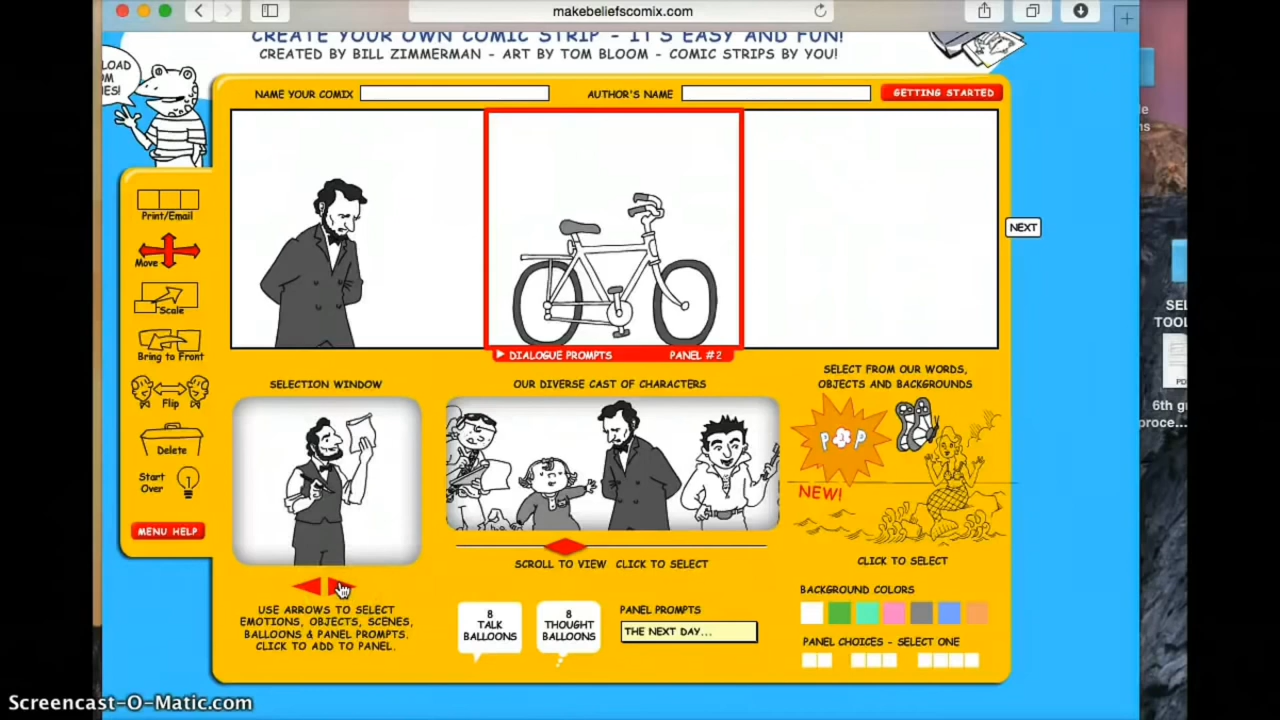 makebeliefscomix.com
CREATE YOUR OWN COMIC STRIP - IT'S EASY AND FUN!
CREATED BY BILL ZIMMERMAN - ART BY TOM BLOOM - COMIC STRIPS BY YOU!
NAME YOUR COMIX
AUTHOR'S NAME
GETTING STARTED
Print/Email
Move
Scale
Bring to Front
Flip
Delete
Start
Over
MENU HELP
NEXT
DIALOGUE PROMPTS
PANEL #2
SELECTION WINDOW
OUR DIVERSE CAST OF CHARACTERS
SELECT FROM OUR WORDS,
OBJECTS AND BACKGROUNDS
POP
NEW!
CLICK TO SELECT
SCROLL TO VIEW CLICK TO SELECT
USE ARROWS TO SELECT
EMOTIONS, OBJECTS, SCENES,
BALLOONS & PANEL PROMPTS.
CLICK TO ADD TO PANEL.
8
TALK
BALLOONS
8
THOUGHT
BALLOONS
PANEL PROMPTS
THE NEXT DAY...
BACKGROUND COLORS
PANEL CHOICES - SELECT ONE
6th gr
proce...
Screencast-O-Matic.com